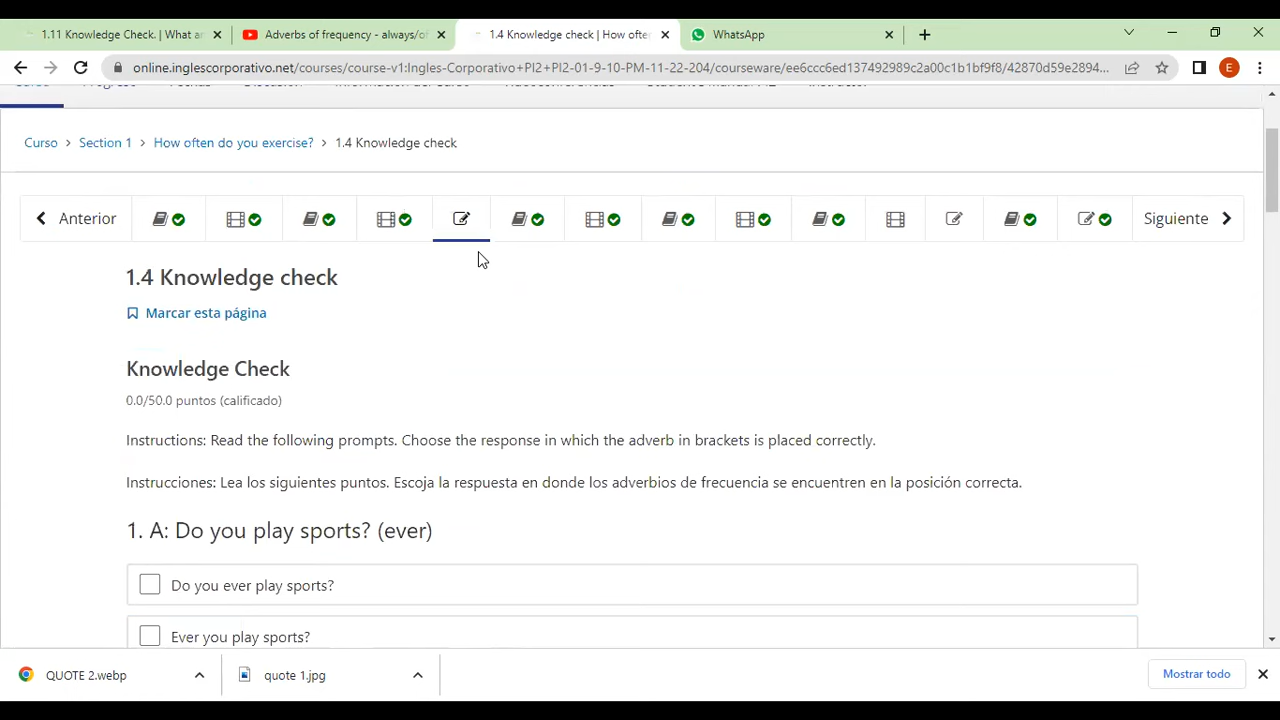 1.11 Knowledge Check. | What ar
Adverbs of frequency - always/of
1.4 Knowledge check | How ofte
WhatsApp
online.inglescorporativo.net/courses/course-v1:Ingles-Corporativo+PI2+PI2-01-9-10-PM-11-22-204/courseware/ee6ccc6ed137492989c2a00c1b1bf9f8/42870d59e2894...
E
Curso > Section 1 > How often do you exercise? > 1.4 Knowledge check
Anterior
Siguiente
1.4 Knowledge check
Marcar esta página
Knowledge Check
0.0/50.0 puntos (calificado)
Instructions: Read the following prompts. Choose the response in which the adverb in brackets is placed correctly.
Instrucciones: Lea los siguientes puntos. Escoja la respuesta en donde los adverbios de frecuencia se encuentren en la posición correcta.
1. A: Do you play sports? (ever)
Do you ever play sports?
Ever you play sports?
QUOTE 2.webp
quote 1.jpg
Mostrar todo